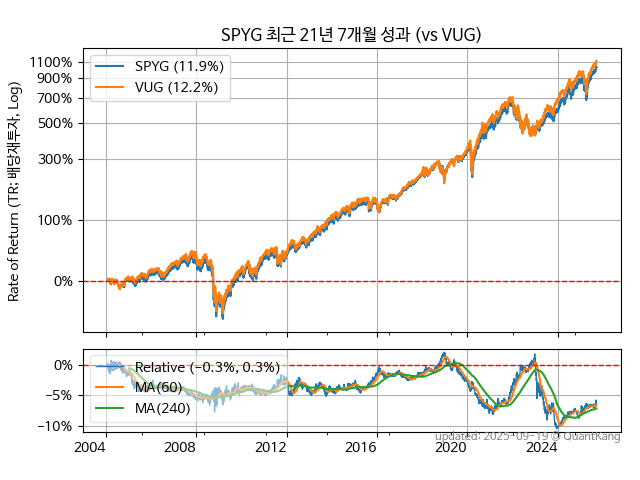 SPYG 최근 21년 7개월 성과 (vs VUG)
Rate of Return (TR: 배당재투자, Log)
1100%
900%
700%
500%
300%
100%
0%
SPYG (11.9%)
VUG (12.2%)
0%
−5%
−10%
Relative (−0.3%, 0.3%)
MA(60)
MA(240)
2004 2008 2012 2016 2020 2024
updated: 2025-09-19 © QuantKang